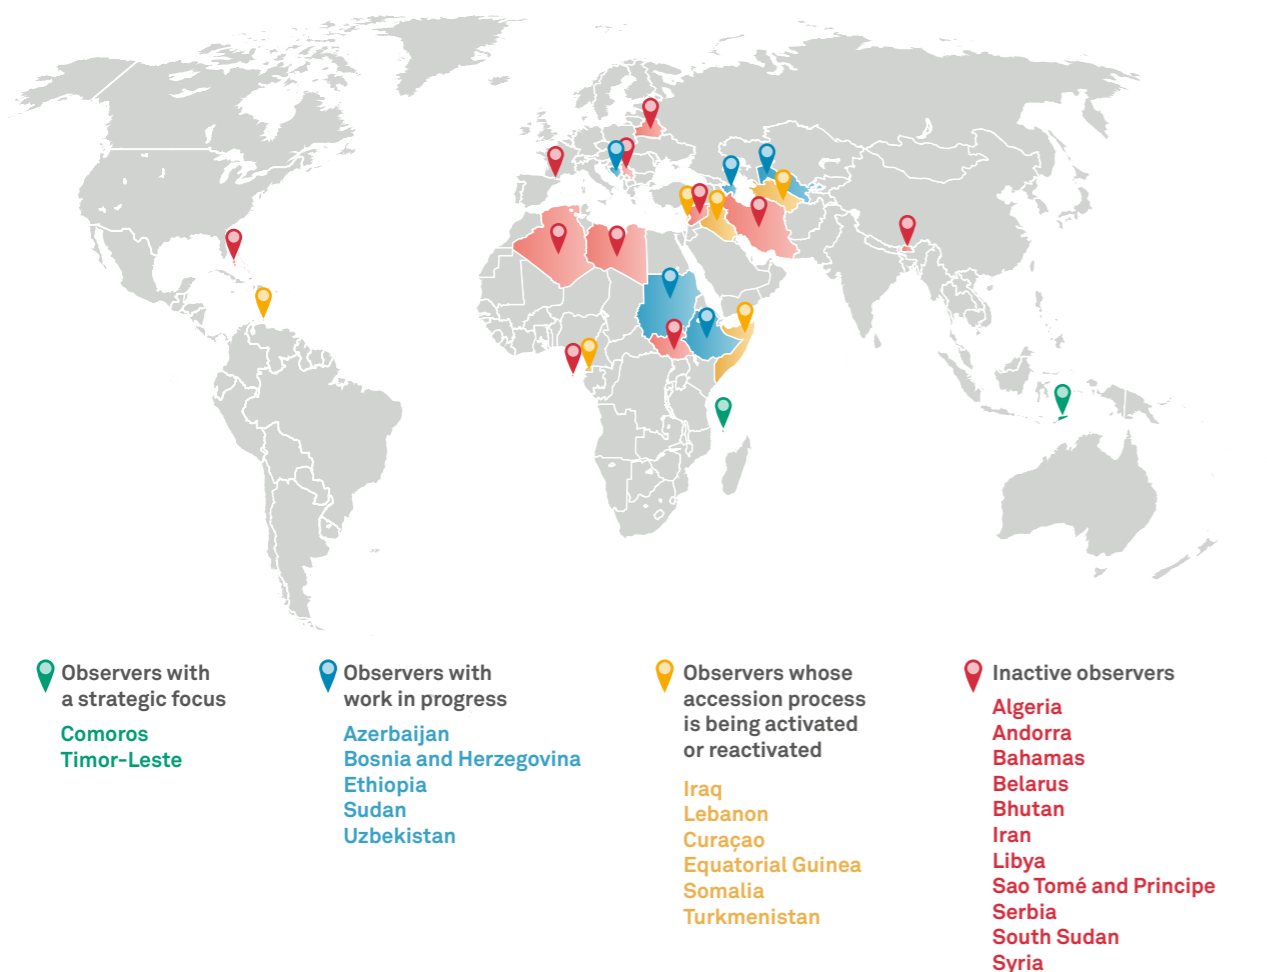 Observers with
a strategic focus
Comoros
Timor-Leste
Observers with
work in progress
Azerbaijan
Bosnia and Herzegovina
Ethiopia
Sudan
Uzbekistan
Observers whose
accession process
is being activated
or reactivated
Iraq
Lebanon
Curaçao
Equatorial Guinea
Somalia
Turkmenistan
Inactive observers
Algeria
Andorra
Bahamas
Belarus
Bhutan
Iran
Libya
Sao Tomé and Principe
Serbia
South Sudan
Syria